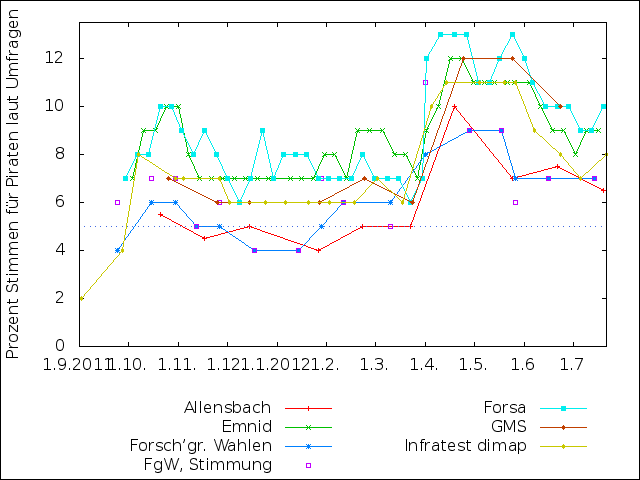 Prozent Stimmen für Piraten laut Umfragen
12
10
8
6
4
2
0
1.9.2011 1.10. 1.11. 1.12 1.1.2012 1.2. 1.3. 1.4. 1.5. 1.6 1.7
Allensbach
Emnid
Forsch'gr. Wahlen
FgW, Stimmung
Forsa
GMS
Infratest dimap